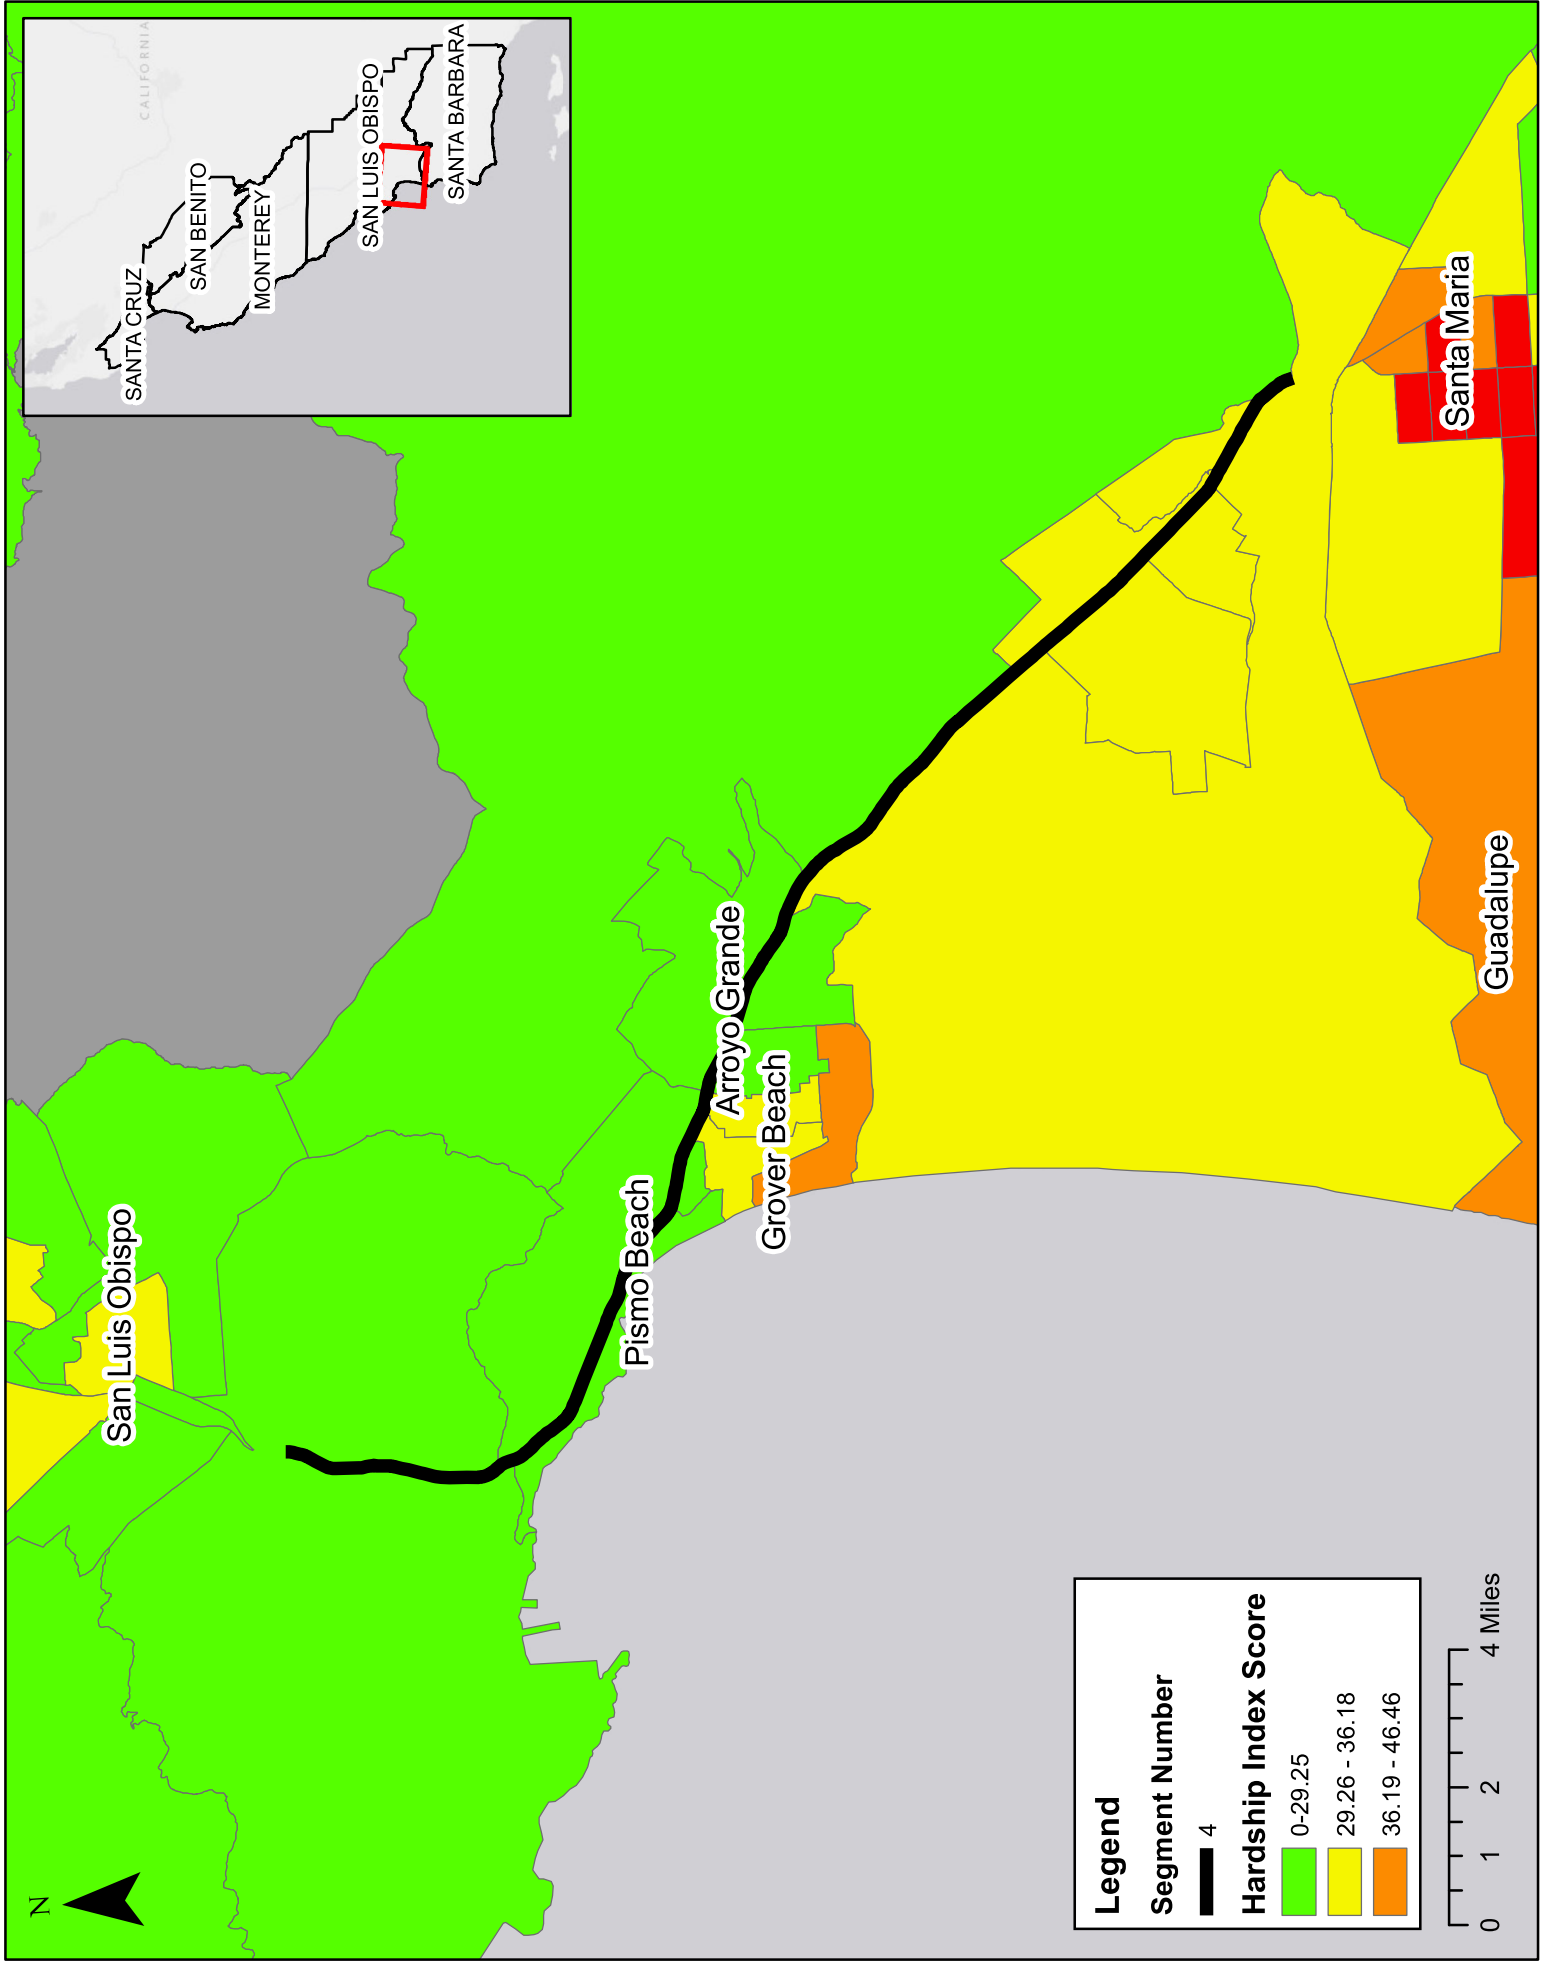 N
CALIFORNIA
SANTA CRUZ
SAN BENITO
MONTEREY
SAN LUIS OBISPO
SANTA BARBARA
San Luis Obispo
Pismo Beach
Arroyo Grande
Grover Beach
Santa Maria
Guadalupe
Legend
Segment Number
4
Hardship Index Score
0-29.25
29.26 - 36.18
36.19 - 46.46
0 1 2 4 Miles